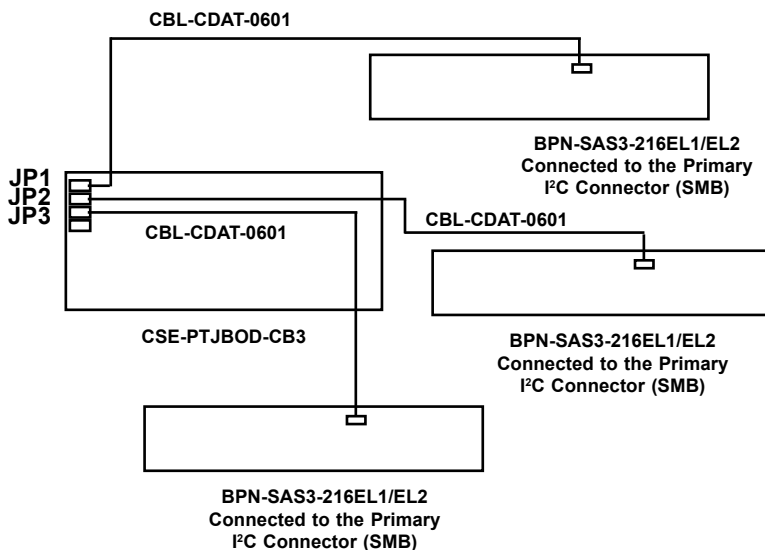 CBL-CDAT-0601
BPN-SAS3-216EL1/EL2
Connected to the Primary
I²C Connector (SMB)
JP1
JP2
JP3
CBL-CDAT-0601
CBL-CDAT-0601
CSE-PTJBOD-CB3
BPN-SAS3-216EL1/EL2
Connected to the Primary
I²C Connector (SMB)
BPN-SAS3-216EL1/EL2
Connected to the Primary
I²C Connector (SMB)